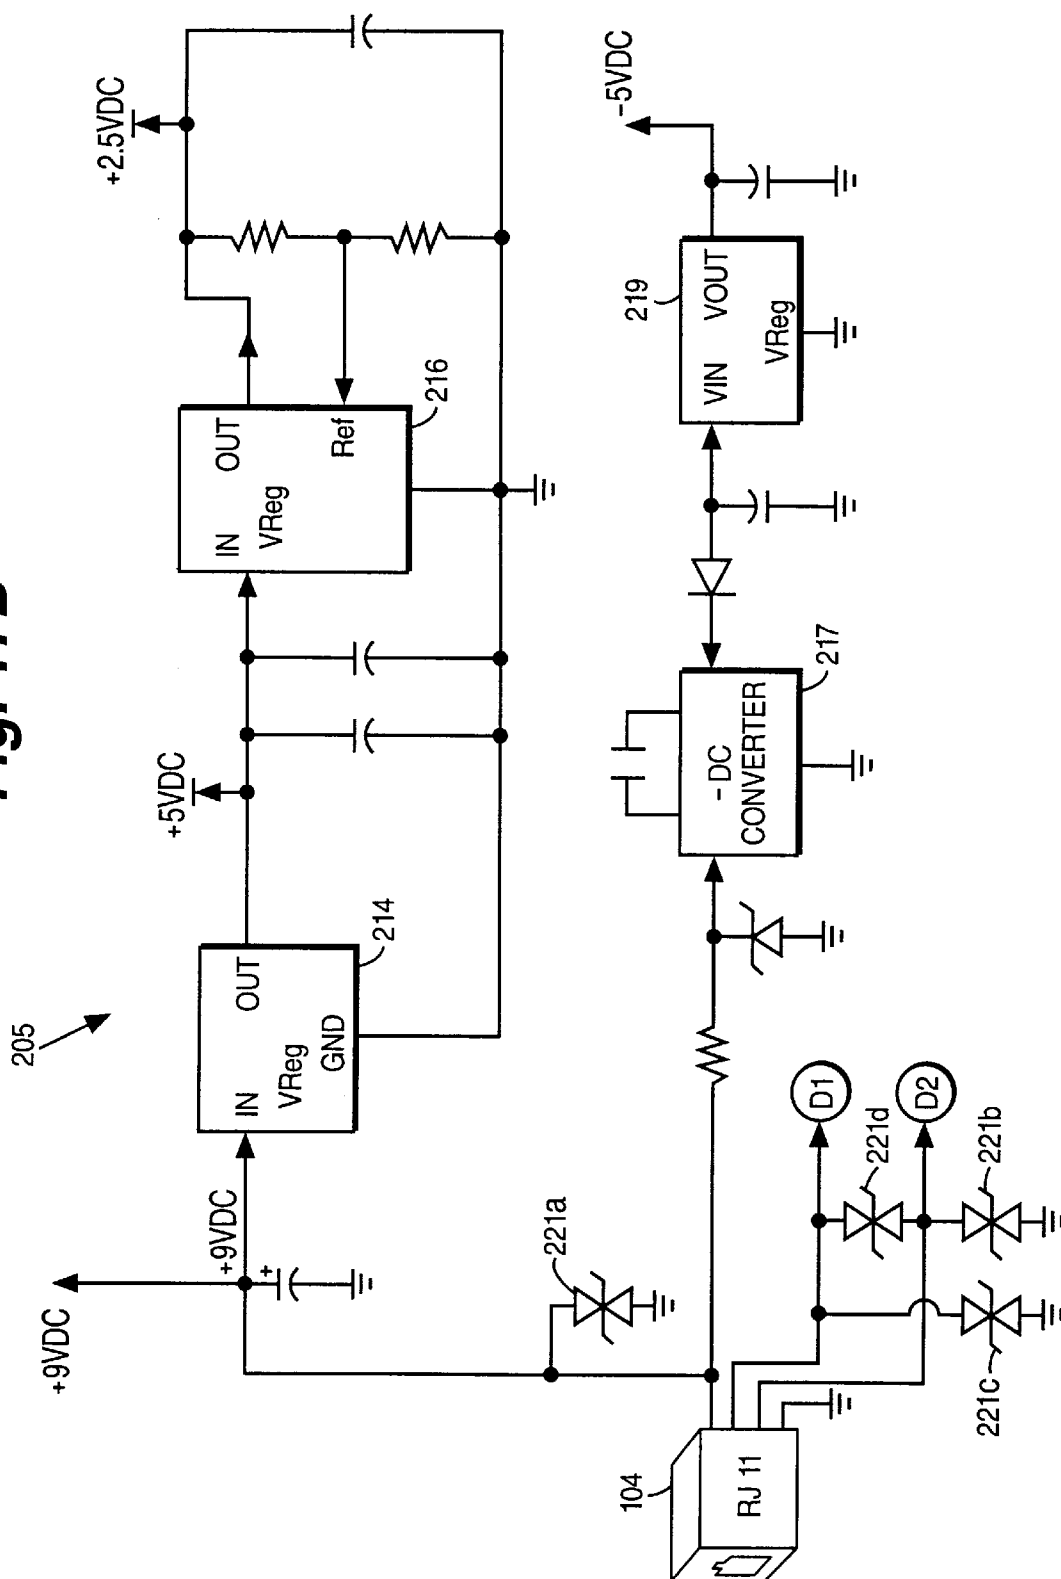 205
+9VDC
+9VDC
+
IN
OUT
VReg
GND
214
+5VDC
IN
OUT
VReg
Ref
216
+2.5VDC
221a
104
RJ 11
-DC
CONVERTER
217
VIN
VOUT
VReg
219
-5VDC
D1
D2
221d
221b
221c